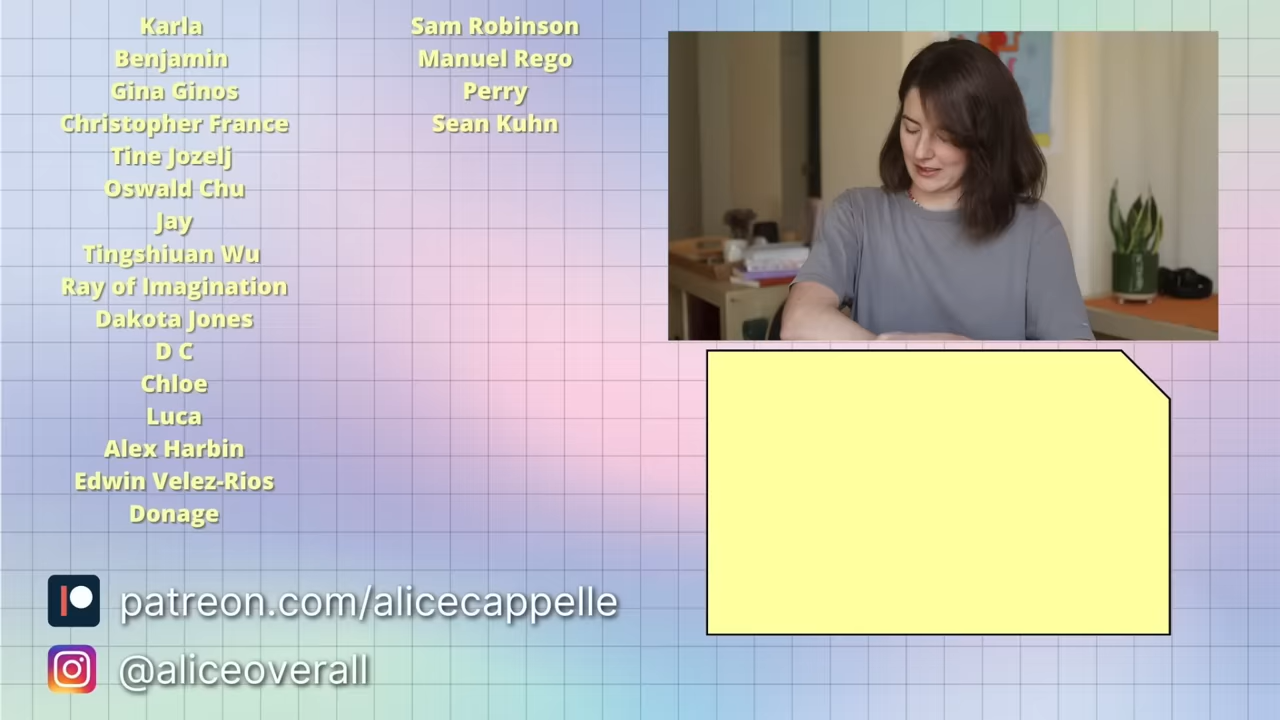 Karla
Benjamin
Gina Ginos
Christopher France
Tine Jozelj
Oswald Chu
Jay
Tingshiuan Wu
Ray of Imagination
Dakota Jones
D C
Chloe
Luca
Alex Harbin
Edwin Velez-Rios
Donage
Sam Robinson
Manuel Rego
Perry
Sean Kuhn
patreon.com/alicecappelle
@aliceoverall